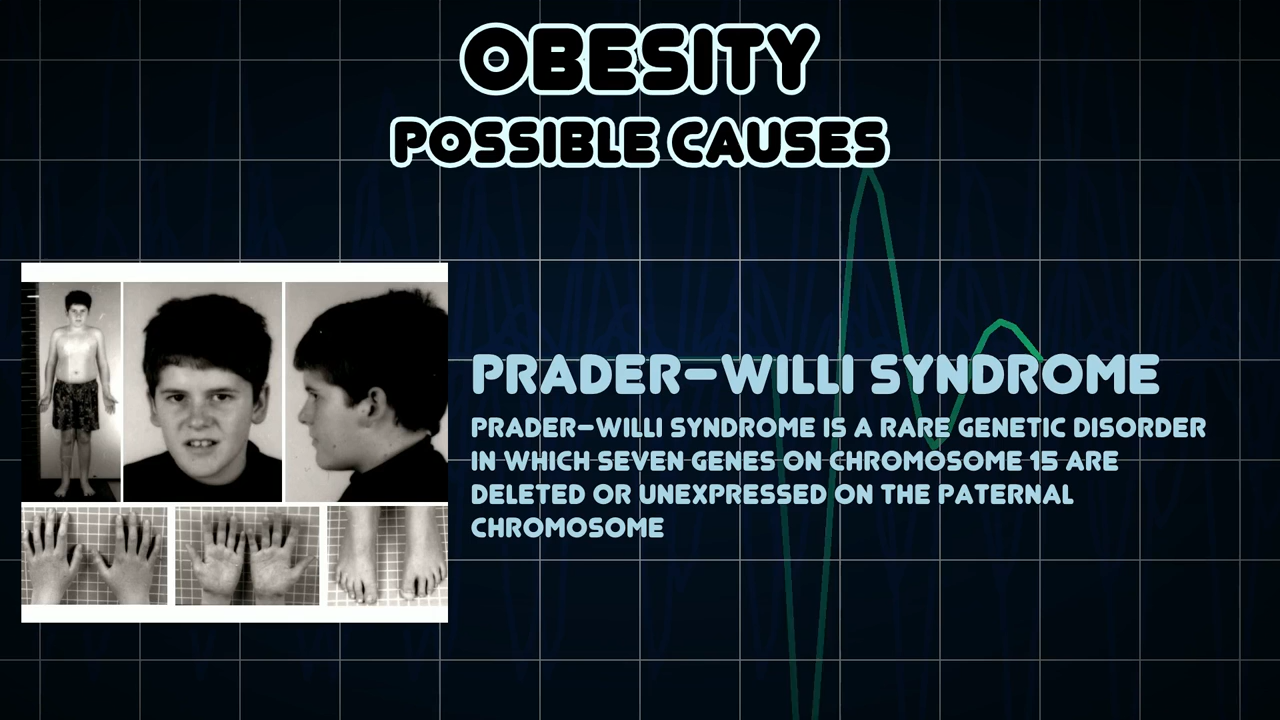 OBESITY
POSSIBLE CAUSES
PRADER-WILLI SYNDROME
PRADER-WILLI SYNDROME IS A RARE GENETIC DISORDER
IN WHICH SEVEN GENES ON CHROMOSOME 15 ARE
DELETED OR UNEXPRESSED ON THE PATERNAL
CHROMOSOME